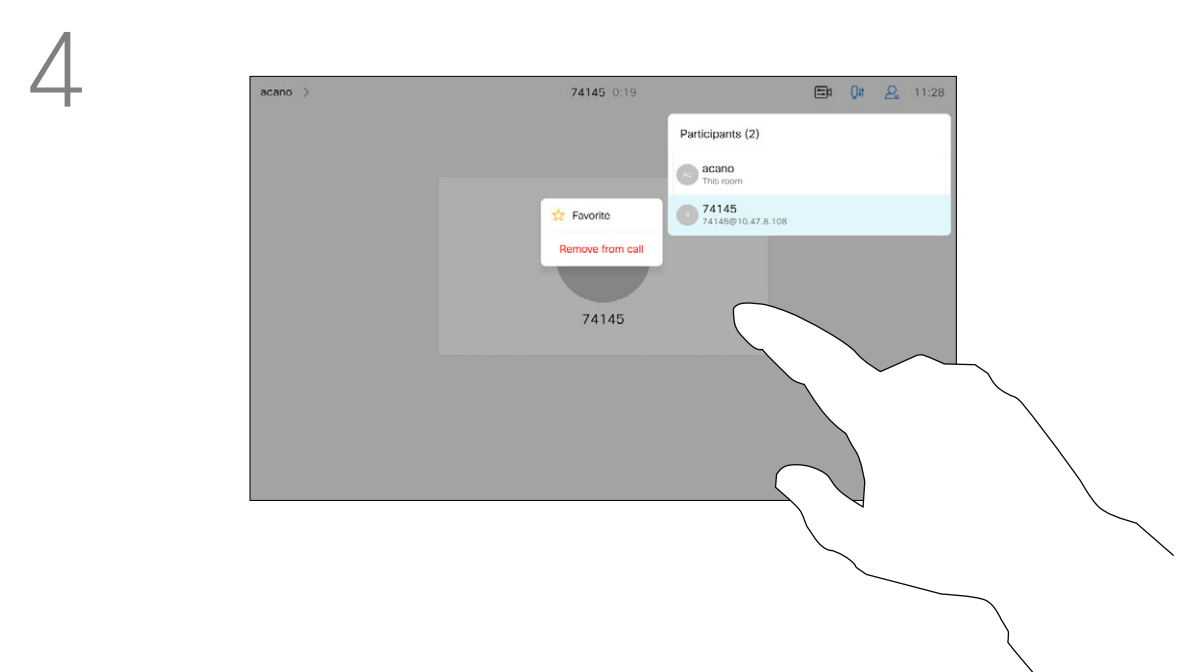 4
acano >
74145 0:19
11:28
Participants (2)
AC
acano
This room
74145
74145@10.47.8.108
Favorite
Remove from call
74145